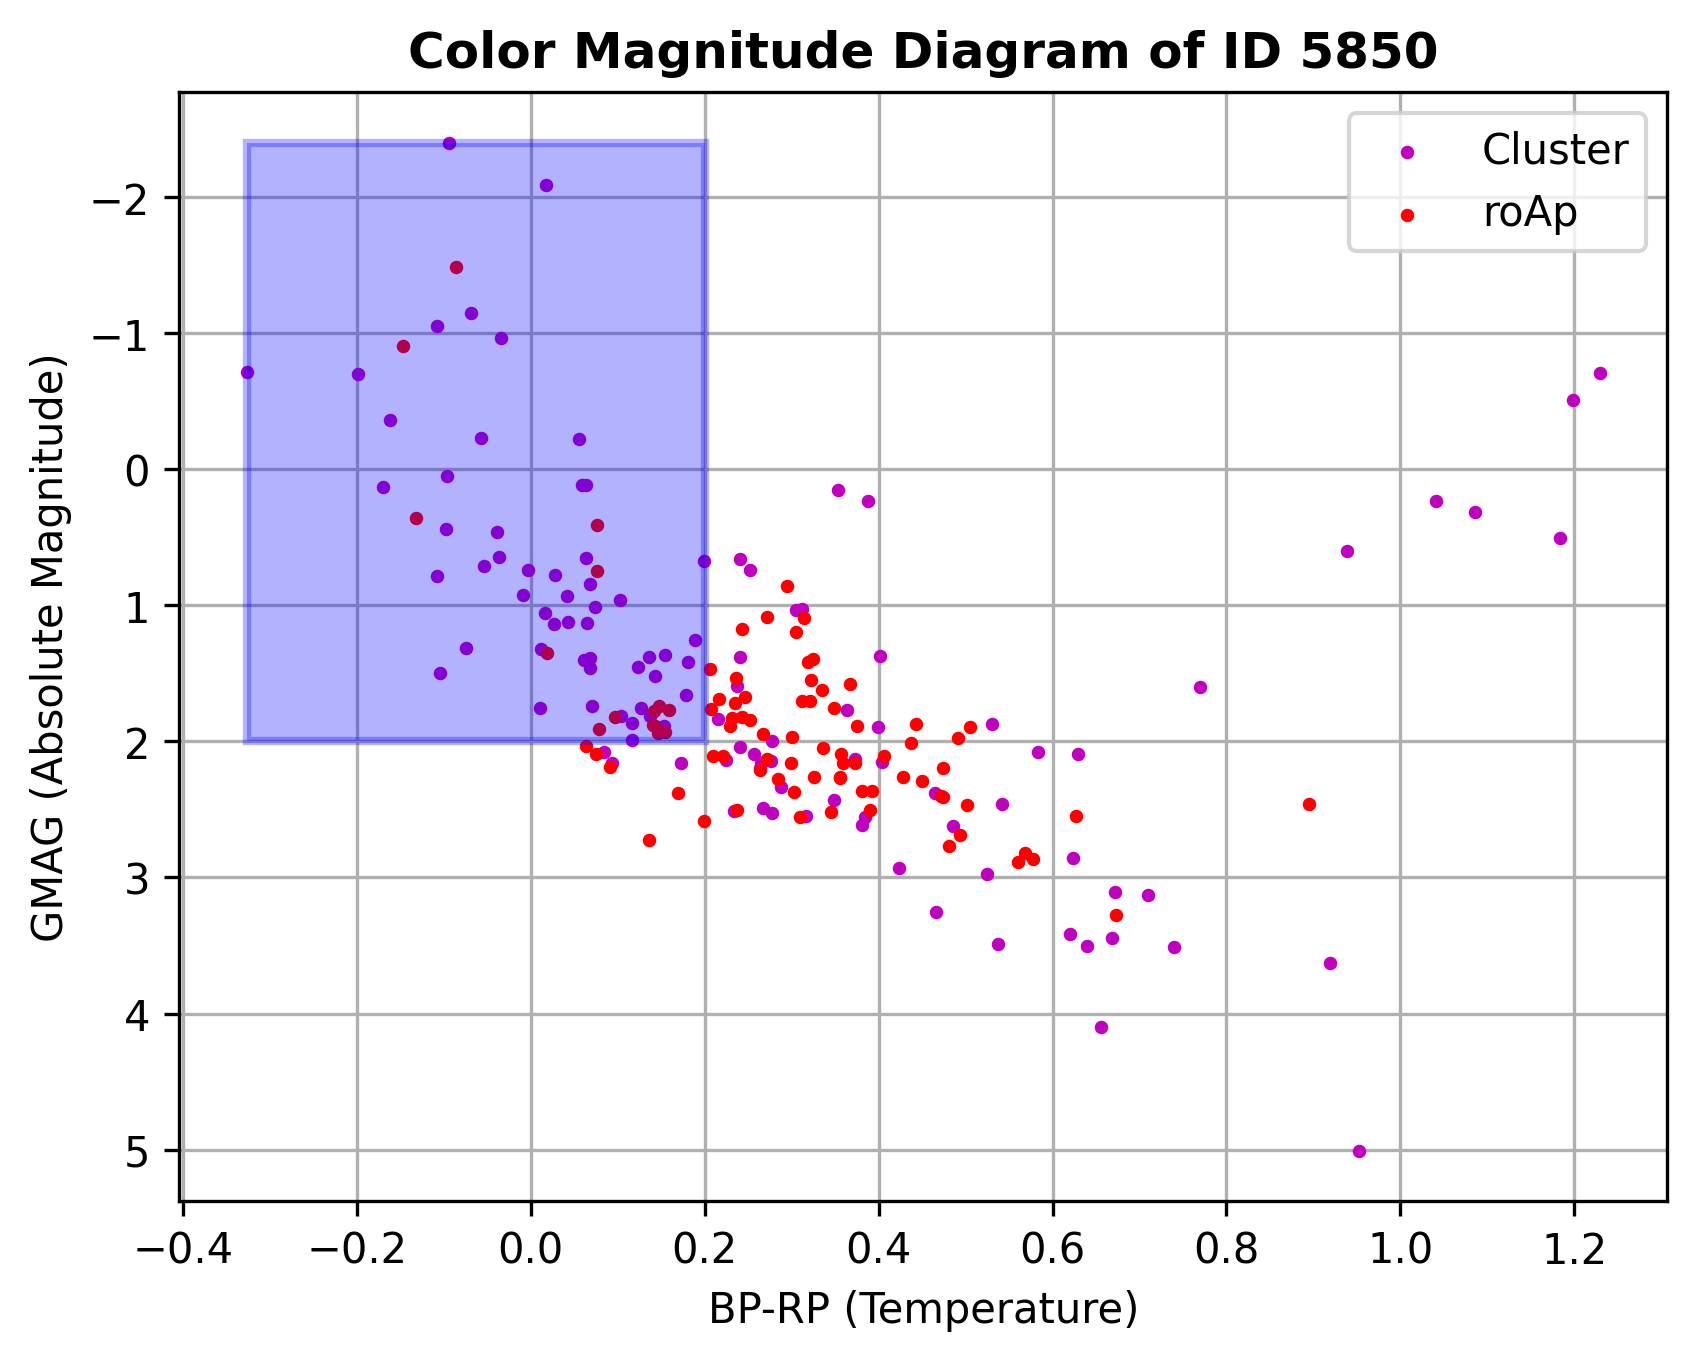 Color Magnitude Diagram of ID 5850
Cluster
roAp
−2
−1
0
1
2
3
4
5
GMAG (Absolute Magnitude)
−0.4 −0.2 0.0 0.2 0.4 0.6 0.8 1.0 1.2
BP-RP (Temperature)